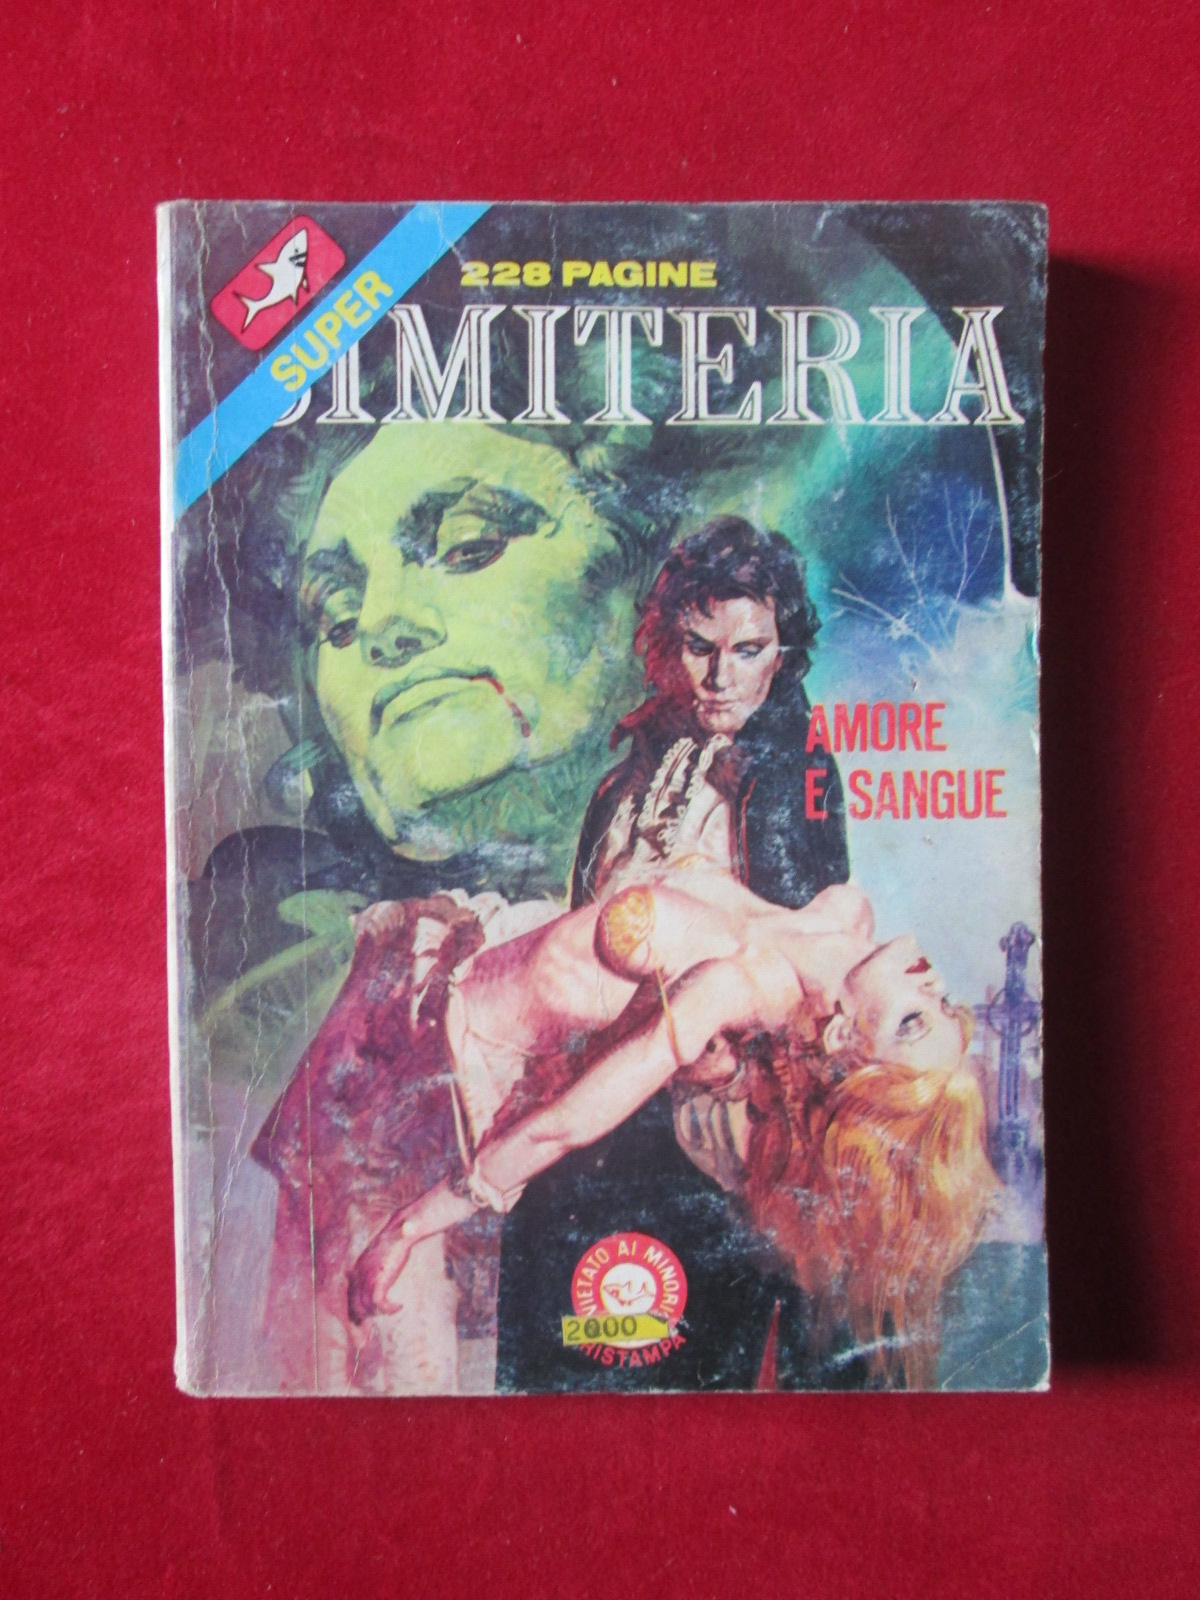 SUPER
228 PAGINE
CIMITERIA
AMORE
E SANGUE
VIETATO AI MINORI
2000
RISTAMPA